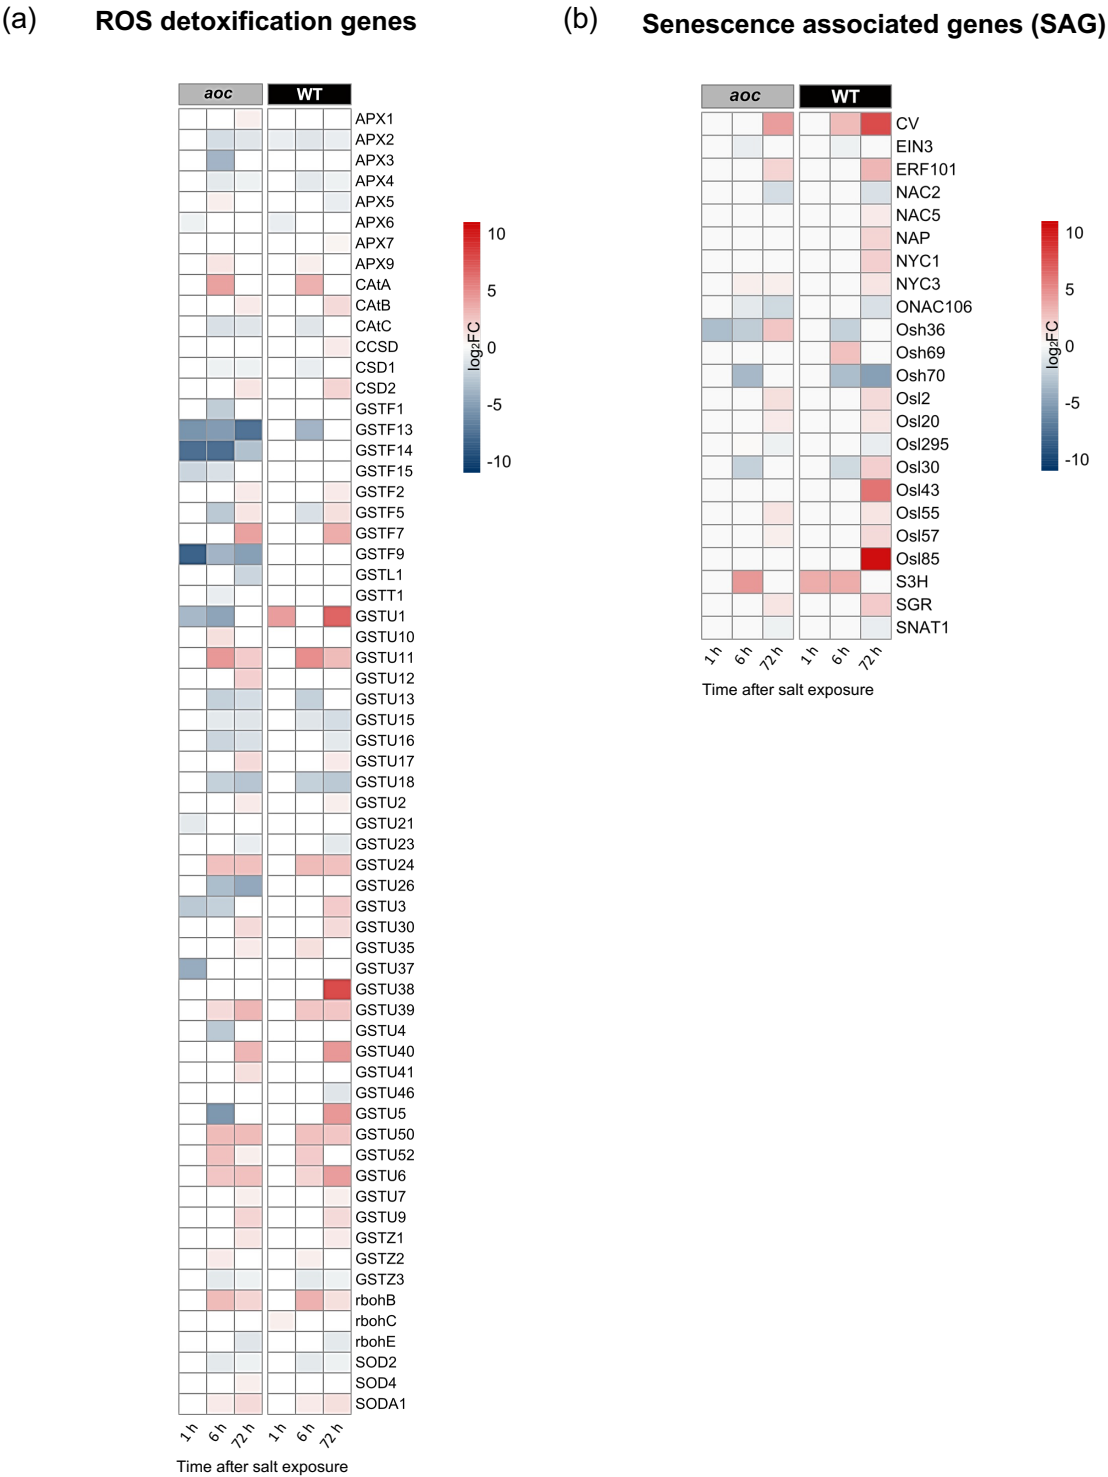 (a) ROS detoxification genes
aoc WT
APX1
APX2
APX3
APX4
APX5
APX6
APX7
APX9
CAtA
CAtB
CAtC
CCSD
CSD1
CSD2
GSTF1
GSTF13
GSTF14
GSTF15
GSTF2
GSTF5
GSTF7
GSTF9
GSTL1
GSTT1
GSTU1
GSTU10
GSTU11
GSTU12
GSTU13
GSTU15
GSTU16
GSTU17
GSTU18
GSTU2
GSTU21
GSTU23
GSTU24
GSTU26
GSTU3
GSTU30
GSTU35
GSTU37
GSTU38
GSTU39
GSTU4
GSTU40
GSTU41
GSTU46
GSTU5
GSTU50
GSTU52
GSTU6
GSTU7
GSTU9
GSTZ1
GSTZ2
GSTZ3
rbohB
rbohC
rbohE
SOD2
SOD4
SODA1
1 h 6 h 72 h 1 h 6 h 72 h
Time after salt exposure
10
5
0
-5
-10
log₂FC
(b) Senescence associated genes (SAG)
aoc WT
CV
EIN3
ERF101
NAC2
NAC5
NAP
NYC1
NYC3
ONAC106
Osh36
Osh69
Osh70
Osl2
Osl20
Osl295
Osl30
Osl43
Osl55
Osl57
Osl85
S3H
SGR
SNAT1
1 h 6 h 72 h 1 h 6 h 72 h
Time after salt exposure
10
5
0
-5
-10
log₂FC